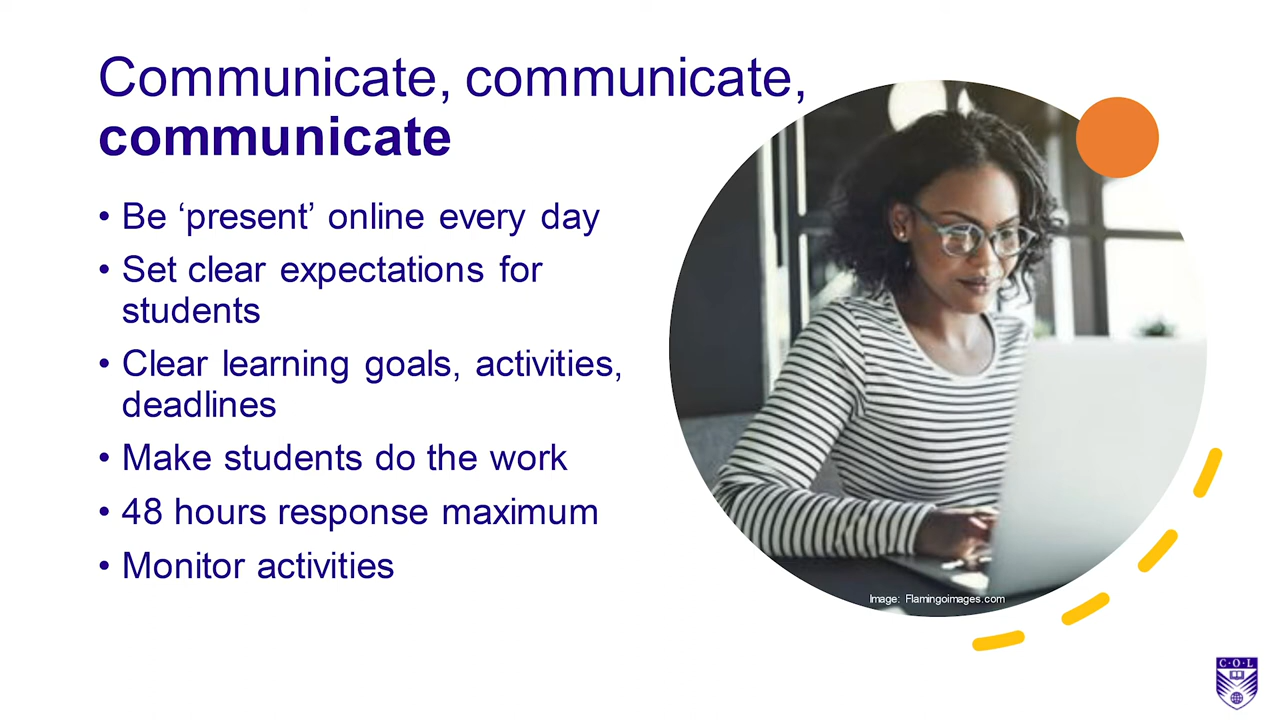 Communicate, communicate,
communicate
• Be ‘present’ online every day
• Set clear expectations for
students
• Clear learning goals, activities,
deadlines
• Make students do the work
• 48 hours response maximum
• Monitor activities
Image: Flamingoimages.com
C·O·L